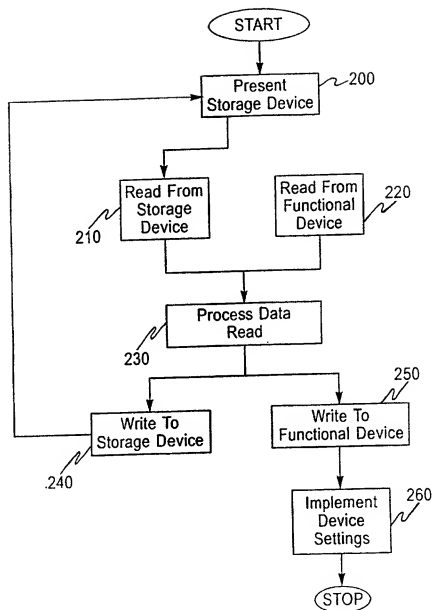 START
Present
Storage Device
200
Read From
Storage
Device
210
Read From
Functional
Device
220
Process Data
Read
230
Write To
Storage Device
.240
Write To
Functional Device
250
Implement
Device
Settings
260
STOP